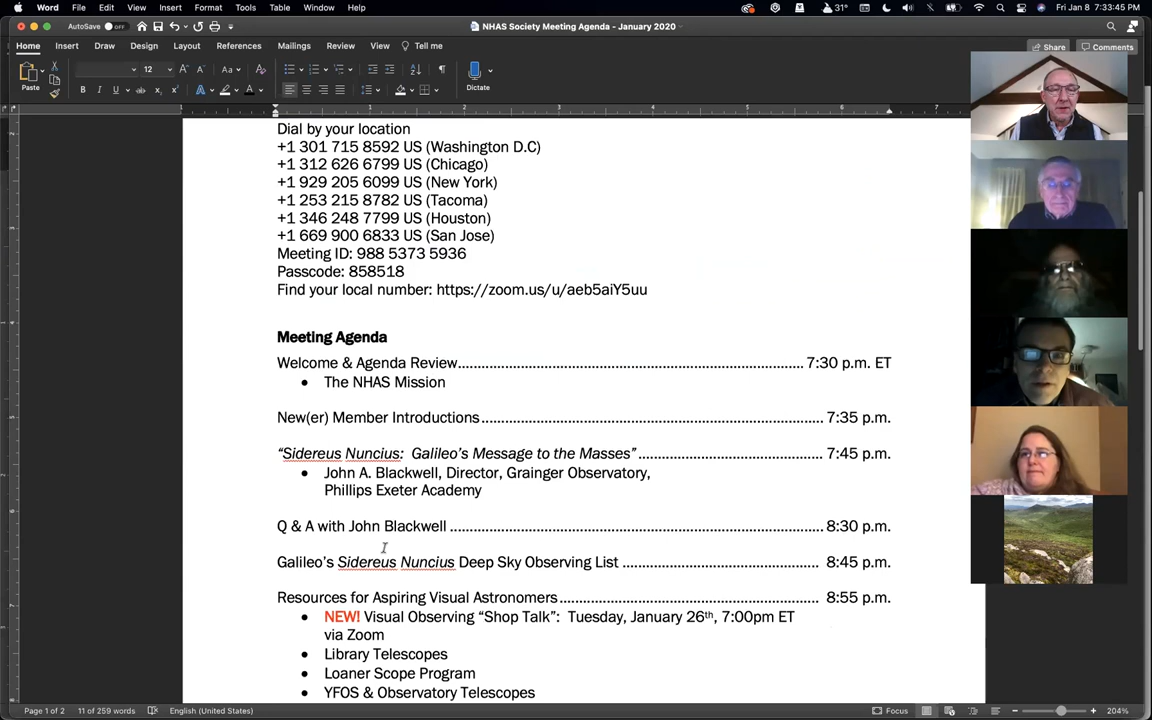 Word File Edit View Insert Format Tools Table Window Help
31° Fri Jan 8 7:33:45 PM
AutoSave OFF
NHAS Society Meeting Agenda - January 2020
Home Insert Draw Design Layout References Mailings Review View Tell me
Share Comments
Paste
12
Dictate
Dial by your location
+1 301 715 8592 US (Washington D.C)
+1 312 626 6799 US (Chicago)
+1 929 205 6099 US (New York)
+1 253 215 8782 US (Tacoma)
+1 346 248 7799 US (Houston)
+1 669 900 6833 US (San Jose)
Meeting ID: 988 5373 5936
Passcode: 858518
Find your local number: https://zoom.us/u/aeb5aiY5uu
Meeting Agenda
Welcome & Agenda Review 7:30 p.m. ET
• The NHAS Mission
New(er) Member Introductions 7:35 p.m.
“Sidereus Nuncius: Galileo’s Message to the Masses” 7:45 p.m.
• John A. Blackwell, Director, Grainger Observatory,
Phillips Exeter Academy
Q & A with John Blackwell 8:30 p.m.
Galileo’s Sidereus Nuncius Deep Sky Observing List 8:45 p.m.
Resources for Aspiring Visual Astronomers 8:55 p.m.
• NEW! Visual Observing “Shop Talk”: Tuesday, January 26th, 7:00pm ET
via Zoom
• Library Telescopes
• Loaner Scope Program
• YFOS & Observatory Telescopes
Page 1 of 2 11 of 259 words English (United States) Focus 204%